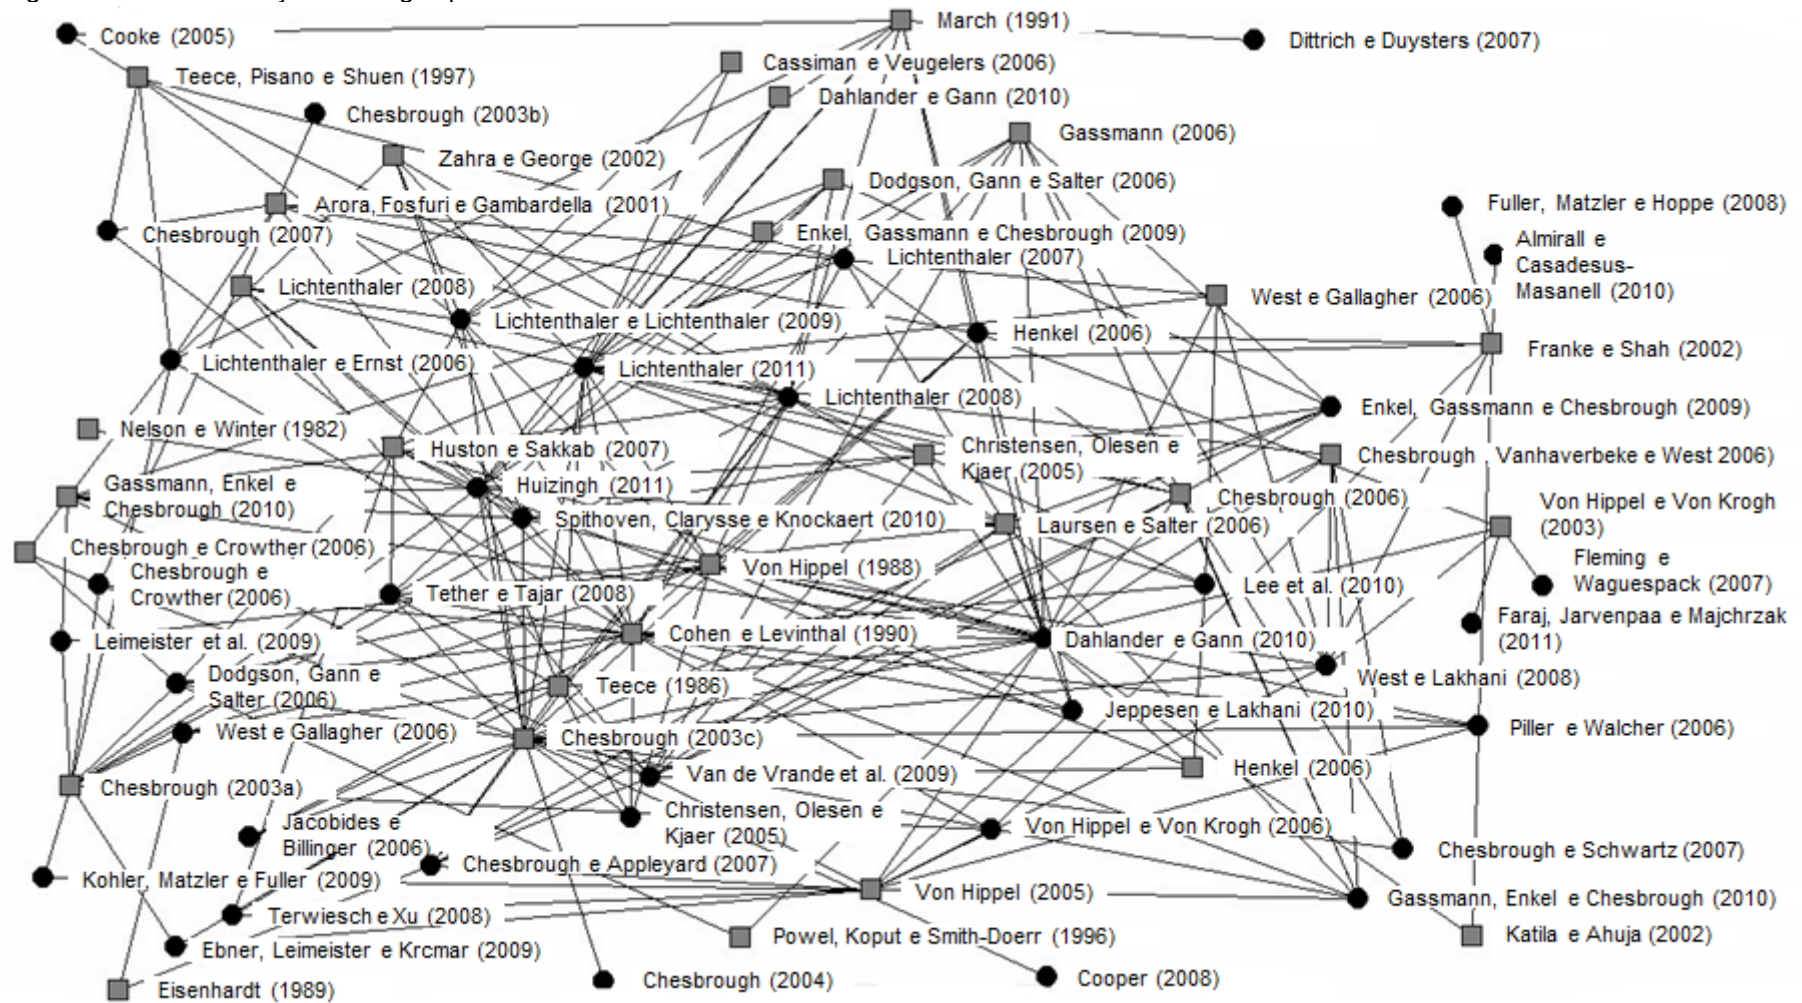 March (1991)
Cooke (2005)
Dittrich e Duysters (2007)
Cassiman e Veugelers (2006)
Teece, Pisano e Shuen (1997)
Dahlander e Gann (2010)
Chesbrough (2003b)
Gassmann (2006)
Zahra e George (2002)
Dodgson, Gann e Salter (2006)
Arora, Fosfuri e Gambardella (2001)
Fuller, Matzler e Hoppe (2008)
Chesbrough (2007)
Enkel, Gassmann e Chesbrough (2009)
Almirall e
Casadesus-
Masanell (2010)
Lichtenthaler (2007)
Lichtenthaler (2008)
West e Gallagher (2006)
Lichtenthaler e Lichtenthaler (2009)
Henkel (2006)
Franke e Shah (2002)
Lichtenthaler e Ernst (2006)
Lichtenthaler (2011)
Lichtenthaler (2008)
Enkel, Gassmann e Chesbrough (2009)
Nelson e Winter (1982)
Huston e Sakkab (2007)
Christensen, Olesen e
Kjaer (2005)
Chesbrough Vanhaverbeke e West 2006)
Huizingh (2011)
Gassmann, Enkel e
Chesbrough (2010)
Chesbrough (2006)
Von Hippel e Von Krogh
(2003)
Spithoven, Clarysse e Knockaert (2010)
Laursen e Salter (2006)
Chesbrough e Crowther (2006)
Von Hippel (1988)
Fleming e
Waguespack (2007)
Chesbrough e
Crowther (2006)
Tether e Tajar (2008)
Lee et al. (2010)
Faraj, Jarvenpaa e Majchrzak
(2011)
Leimeister et al. (2009)
Cohen e Levinthal (1990)
Dahlander e Gann (2010)
Dodgson, Gann e
Salter (2006)
Teece (1986)
West e Lakhani (2008)
Jeppesen e Lakhani (2010)
West e Gallagher (2006)
Chesbrough (2003c)
Piller e Walcher (2006)
Van de Vrande et al. (2009)
Henkel (2006)
Chesbrough (2003a)
Christensen, Olesen e
Kjaer (2005)
Jacobides e
Billinger (2006)
Von Hippel e Von Krogh (2006)
Chesbrough e Schwartz (2007)
Chesbrough e Appleyard (2007)
Kohler, Matzler e Fuller (2009)
Von Hippel (2005)
Gassmann, Enkel e Chesbrough (2010)
Terwiesch e Xu (2008)
Powel, Koput e Smith-Doerr (1996)
Katila e Ahuja (2002)
Ebner, Leimeister e Krcmar (2009)
Chesbrough (2004)
Cooper (2008)
Eisenhardt (1989)